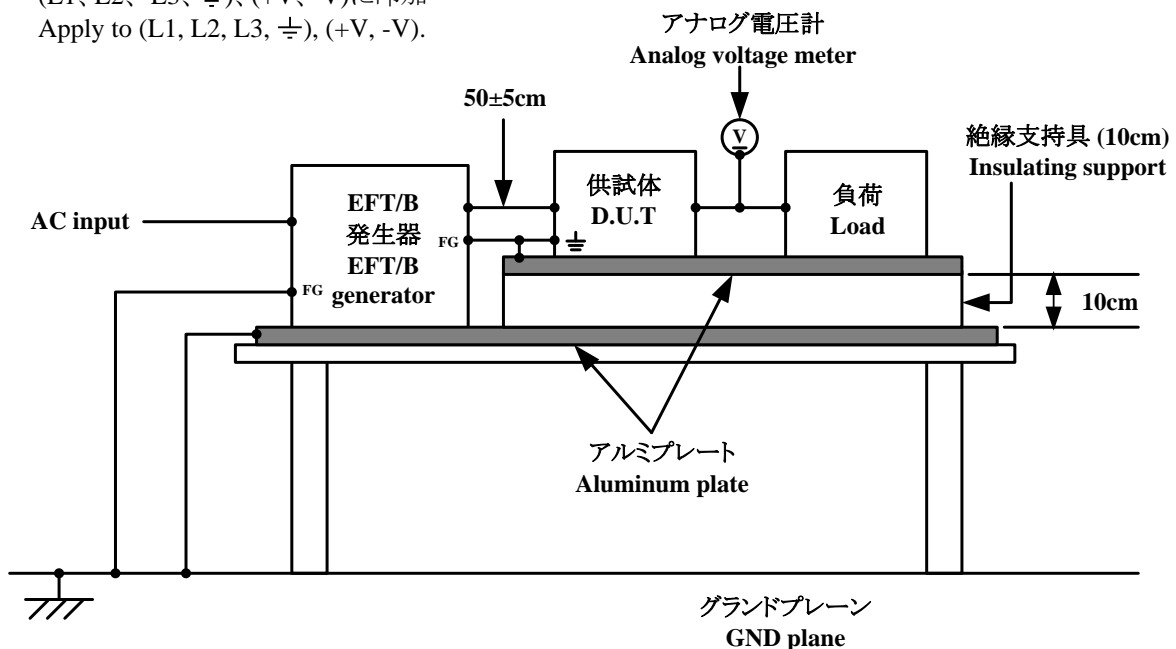 Apply to (L1, L2, L3, ⏚), (+V, -V).
アナログ電圧計
Analog voltage meter
50±5cm
V
絶縁支持具 (10cm)
Insulating support
供試体
D.U.T
負荷
Load
AC input
EFT/B
発生器
EFT/B
generator
FG
FG
10cm
アルミプレート
Aluminum plate
グランドプレーン
GND plane